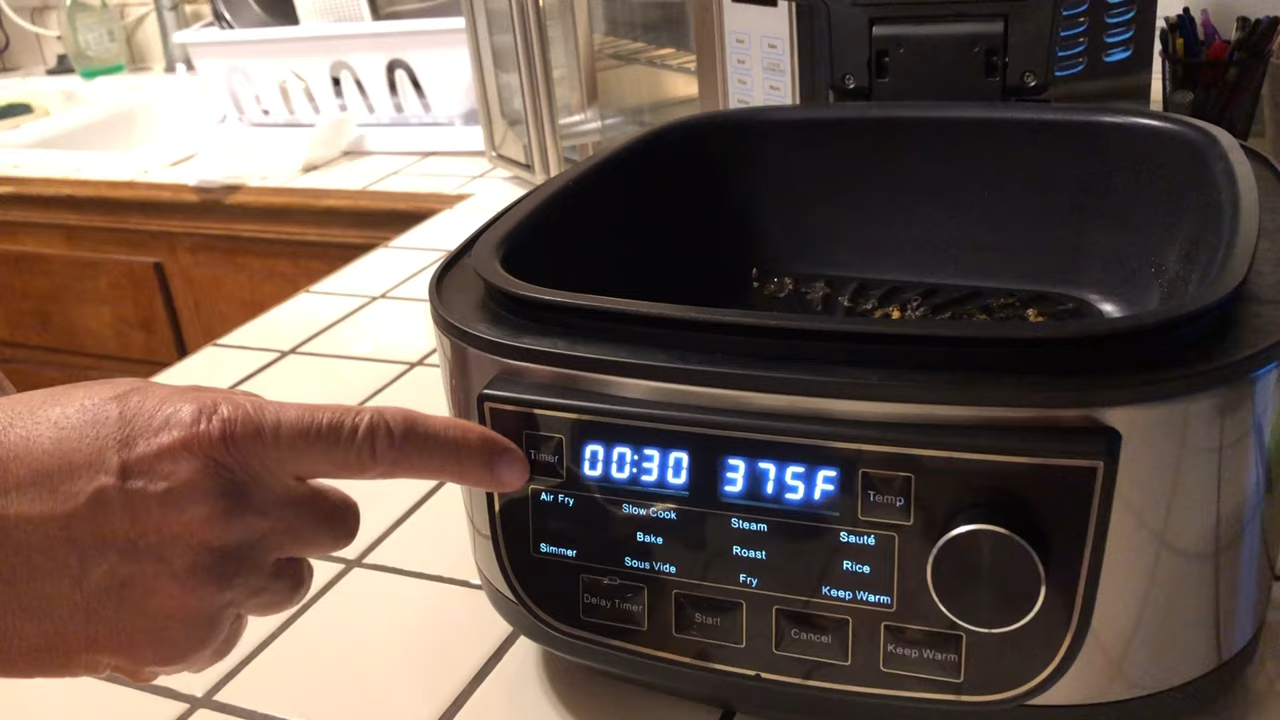 Timer 00:30 375F Temp
Air Fry Slow Cook Steam Sauté
Bake Roast Rice
Simmer Sous Vide Fry Keep Warm
Delay Timer Start Cancel Keep Warm